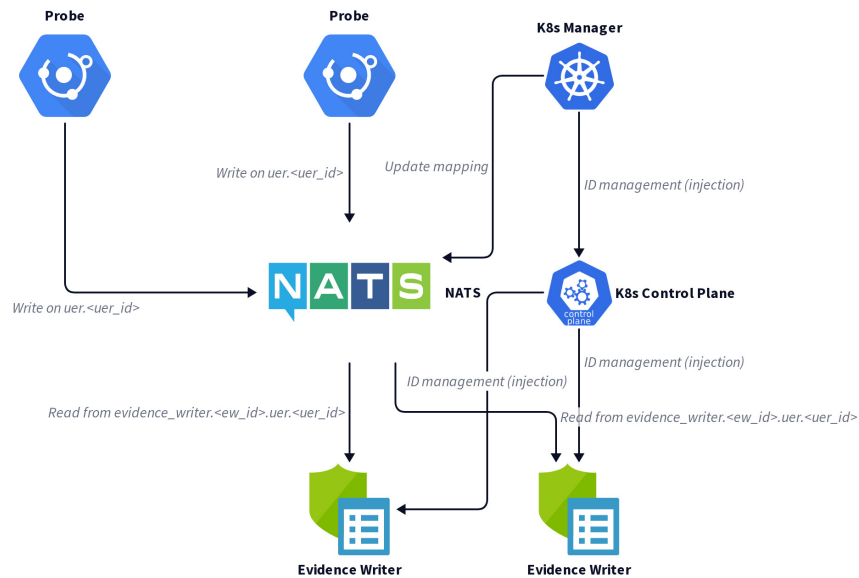 Probe
Probe
K8s Manager
Write on uer.<uer_id>
Update mapping
ID management (injection)
Write on uer.<uer_id>
NATS
NATS
K8s Control Plane
control
plane
ID management (injection)
ID management (injection)
Read from evidence_writer.<ew_id>.uer.<uer_id>
Read from evidence_writer.<ew_id>.uer.<uer_id>
Evidence Writer
Evidence Writer